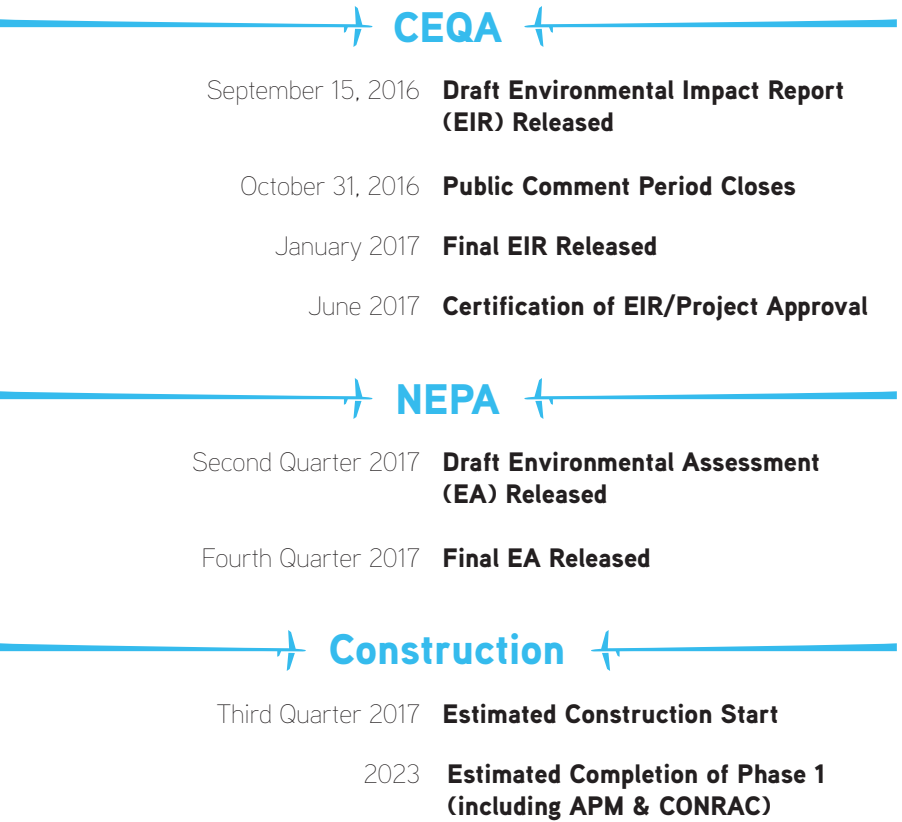 CEQA
September 15, 2016 Draft Environmental Impact Report
(EIR) Released
October 31, 2016 Public Comment Period Closes
January 2017 Final EIR Released
June 2017 Certification of EIR/Project Approval
NEPA
Second Quarter 2017 Draft Environmental Assessment
(EA) Released
Fourth Quarter 2017 Final EA Released
Construction
Third Quarter 2017 Estimated Construction Start
2023 Estimated Completion of Phase 1
(including APM & CONRAC)